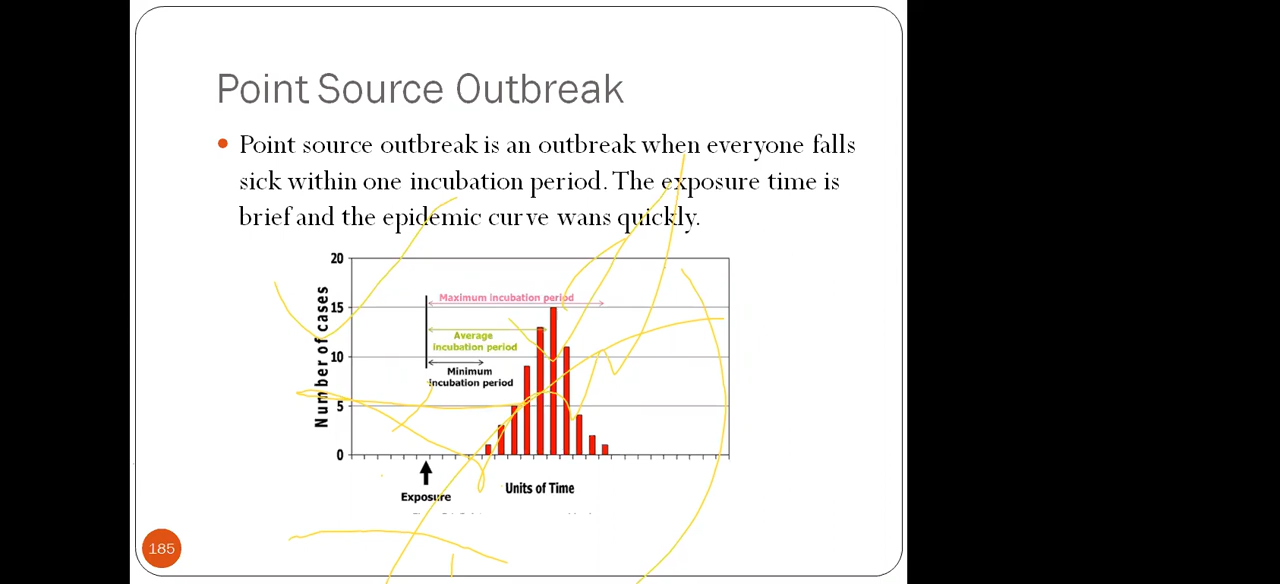 Point Source Outbreak
Point source outbreak is an outbreak when everyone falls
sick within one incubation period. The exposure time is
brief and the epidemic curve wans quickly.
20
15
10
5
0
Number of cases
Maximum incubation period
Average
incubation period
Minimum
incubation period
Exposure
Units of Time
185